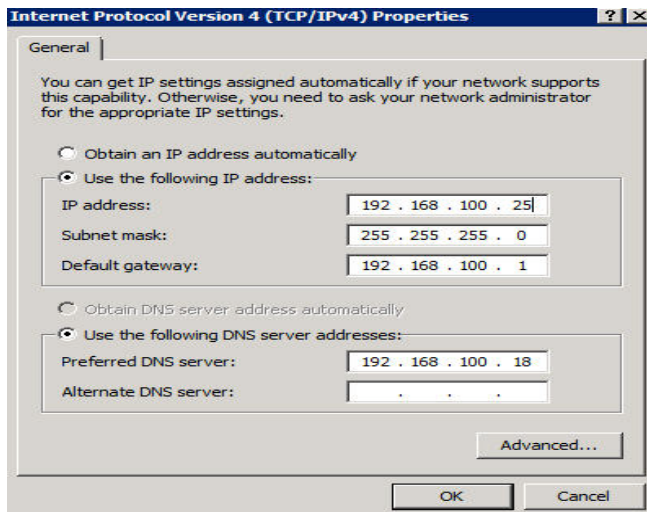 Internet Protocol Version 4 (TCP/IPv4) Properties
General
You can get IP settings assigned automatically if your network supports
this capability. Otherwise, you need to ask your network administrator
for the appropriate IP settings.
Obtain an IP address automatically
Use the following IP address:
IP address: 192 . 168 . 100 . 25
Subnet mask: 255 . 255 . 255 . 0
Default gateway: 192 . 168 . 100 . 1
Obtain DNS server address automatically
Use the following DNS server addresses:
Preferred DNS server: 192 . 168 . 100 . 18
Alternate DNS server: . . .
Advanced...
OK Cancel